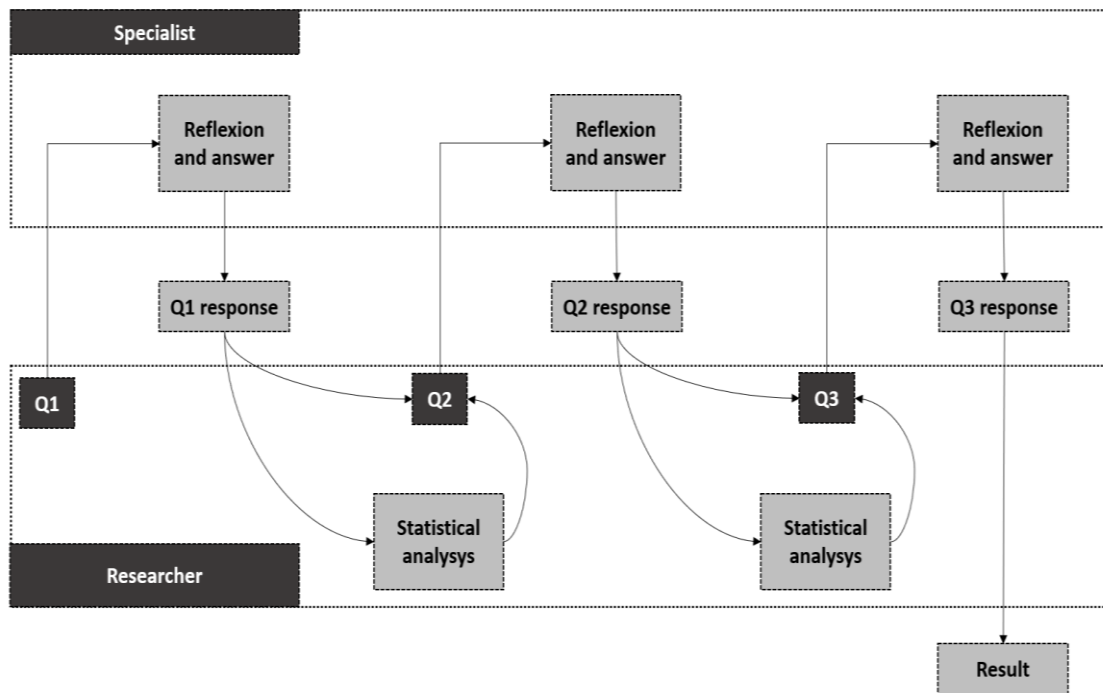 Specialist
Reflexion
and answer
Reflexion
and answer
Reflexion
and answer
Q1 response
Q2 response
Q3 response
Q1
Q2
Q3
Statistical
analysys
Statistical
analysys
Researcher
Result